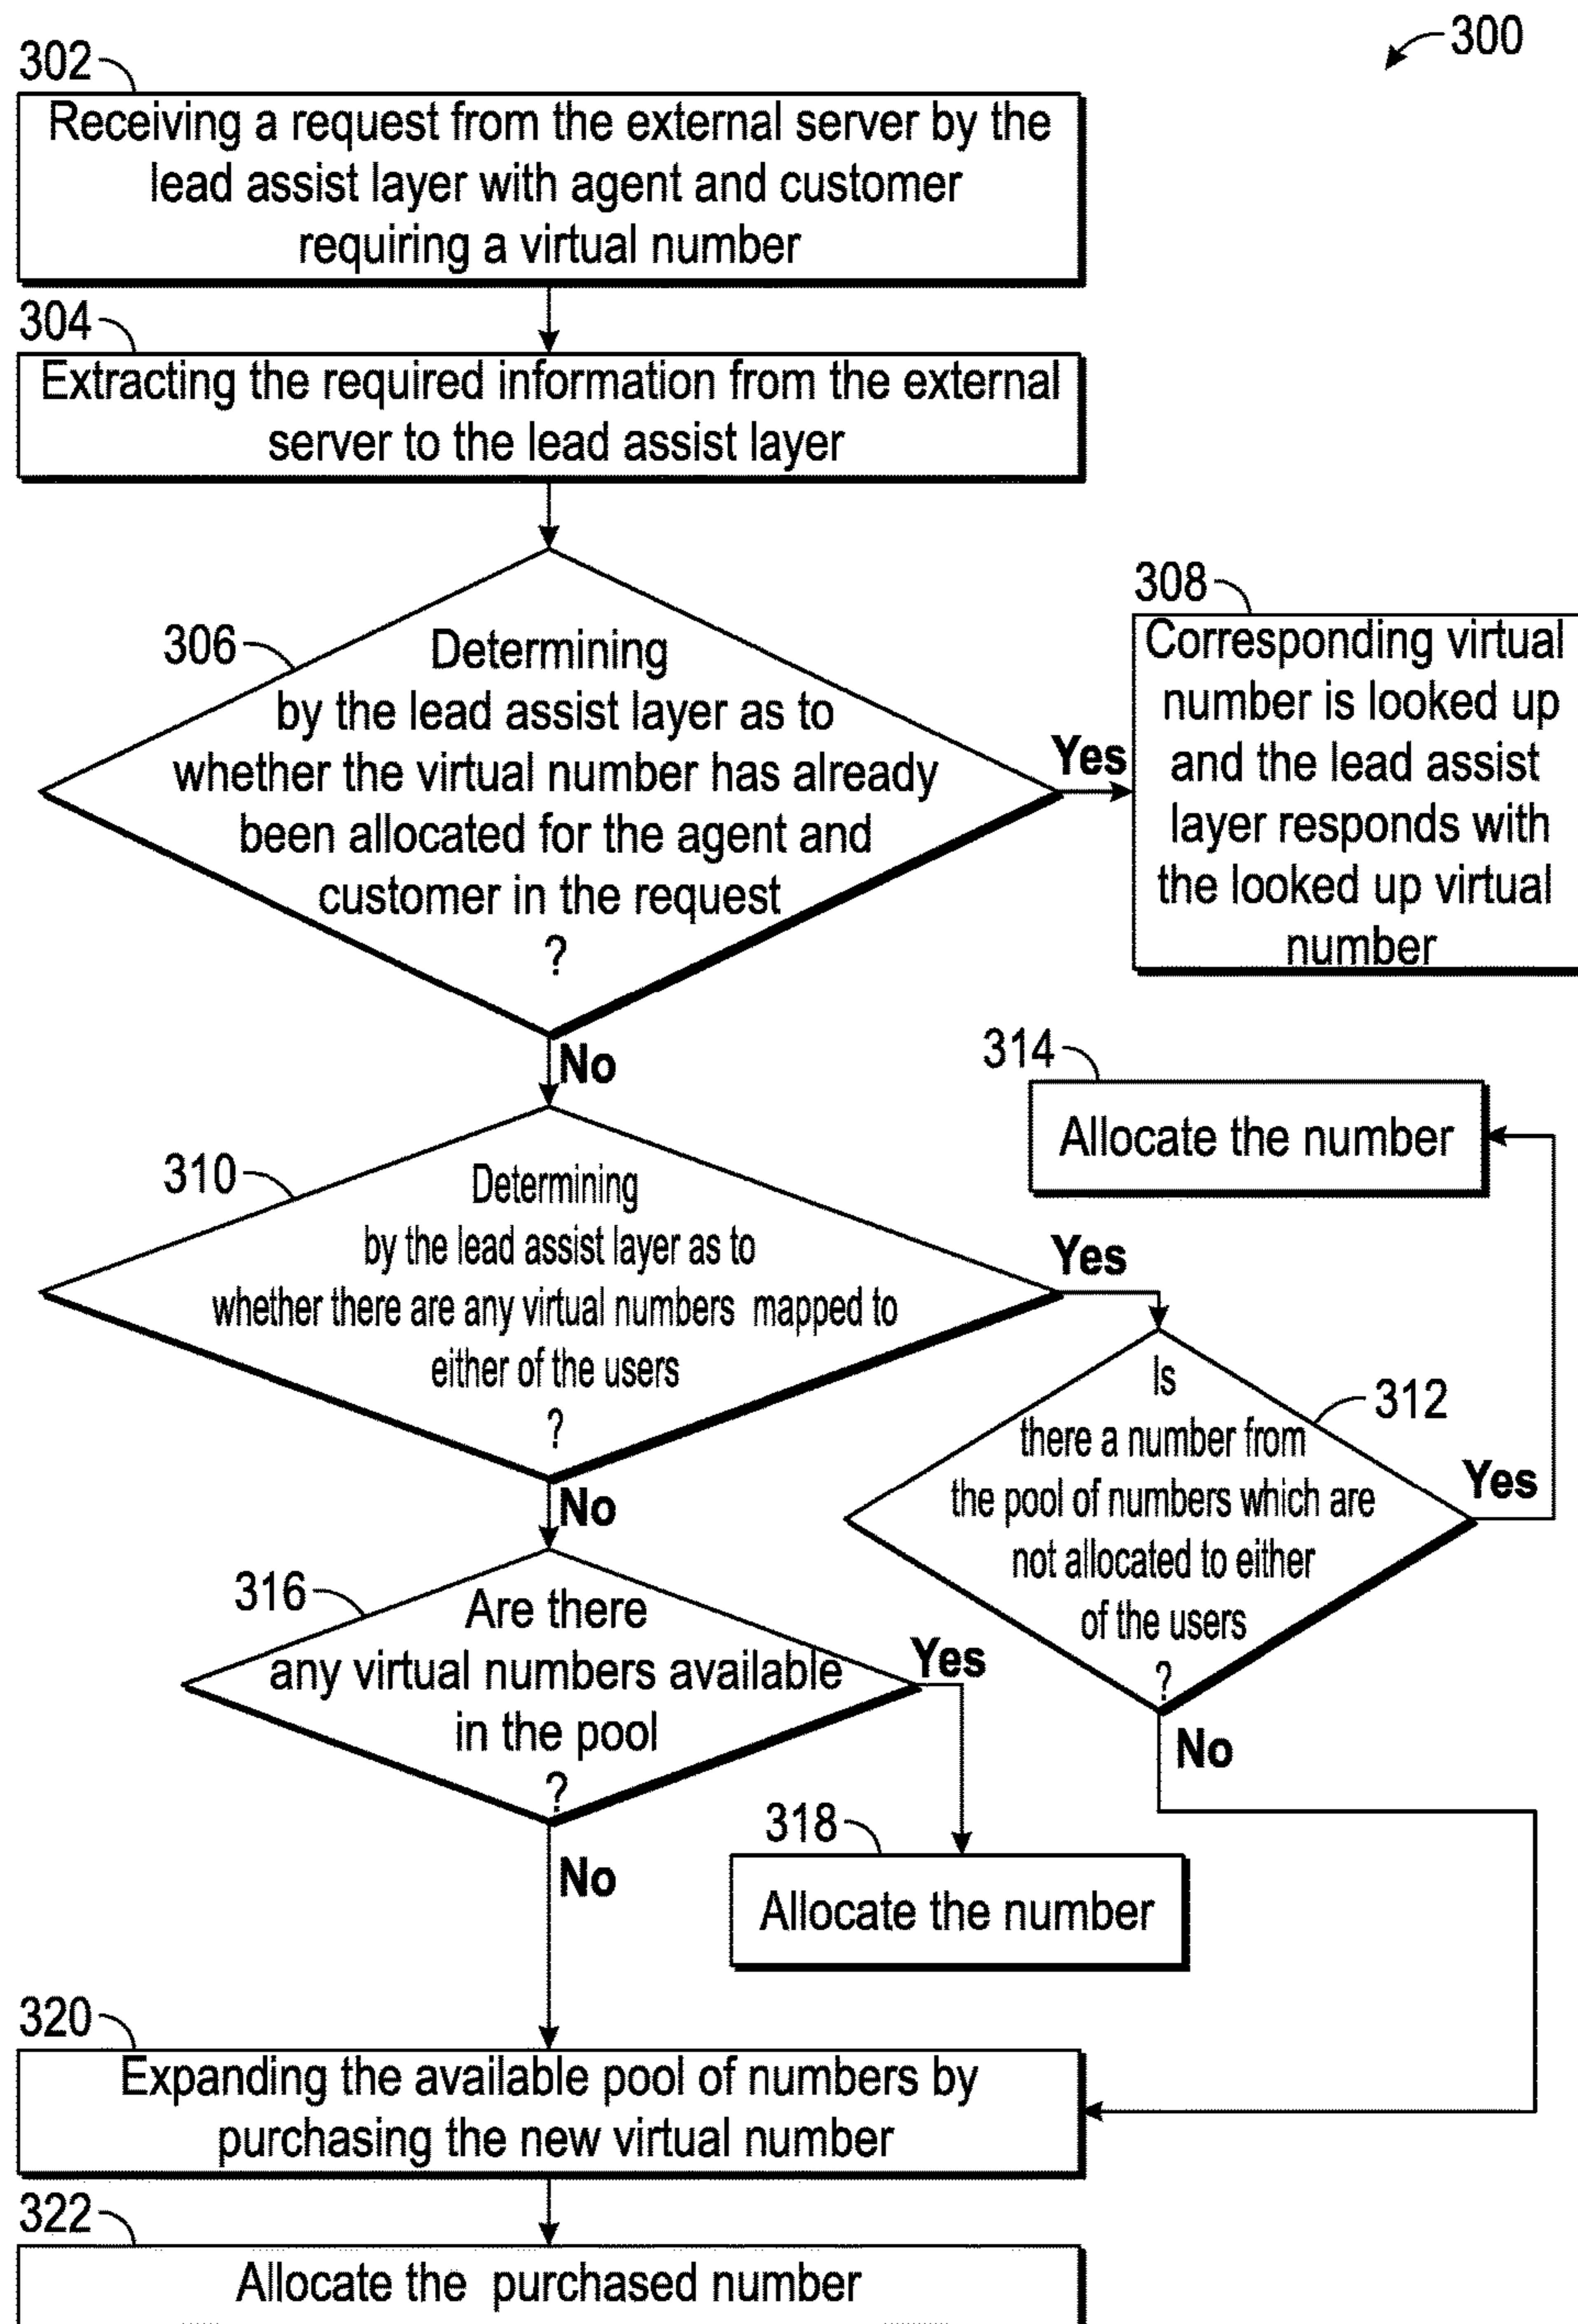 300
302
Receiving a request from the external server by the
lead assist layer with agent and customer
requiring a virtual number
304
Extracting the required information from the external
server to the lead assist layer
306
Determining
by the lead assist layer as to
whether the virtual number has already
been allocated for the agent and
customer in the request
?
Yes
308
Corresponding virtual
number is looked up
and the lead assist
layer responds with
the looked up virtual
number
No
310
Determining
by the lead assist layer as to
whether there are any virtual numbers mapped to
either of the users
?
Yes
314
Allocate the number
312
Is
there a number from
the pool of numbers which are
not allocated to either
of the users
?
Yes
No
No
316
Are there
any virtual numbers available
in the pool
?
Yes
318
Allocate the number
No
320
Expanding the available pool of numbers by
purchasing the new virtual number
322
Allocate the purchased number